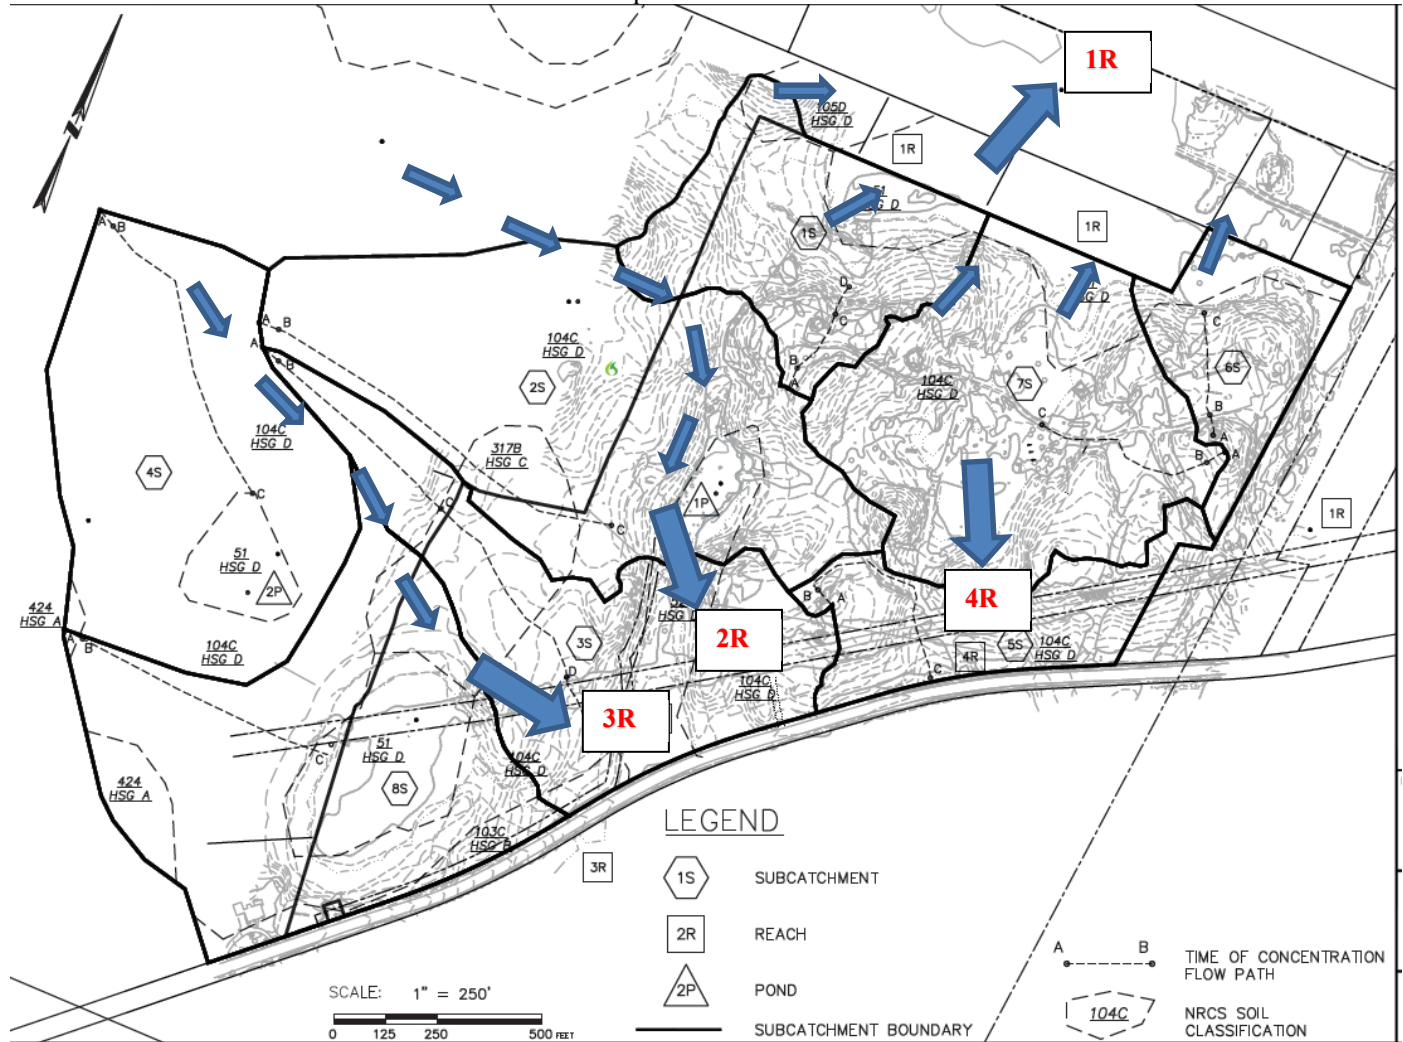 1R
105D
HSG D
1R
51
HSG D
1S
1R
N
A
B
D
C
C
A
B
A
B
104C
HSG D
2S
B
A
104C
HSG D
7S
6S
C
B
A
A
B
104C
HSG D
317B
HSG C
4S
C
C
C
1P
1R
51
HSG D
2P
424
HSG A
104C
HSG D
A
B
B
A
4R
2R
3S
D
104C
HSG D
4R
5S
104C
HSG D
C
3R
C
51
HSG D
104C
HSG D
8S
424
HSG A
103C
HSG B
3R
LEGEND
1S SUBCATCHMENT
2R REACH
2P POND
SUBCATCHMENT BOUNDARY
A B TIME OF CONCENTRATION
FLOW PATH
104C NRCS SOIL
CLASSIFICATION
SCALE: 1" = 250'
0 125 250 500 FEET